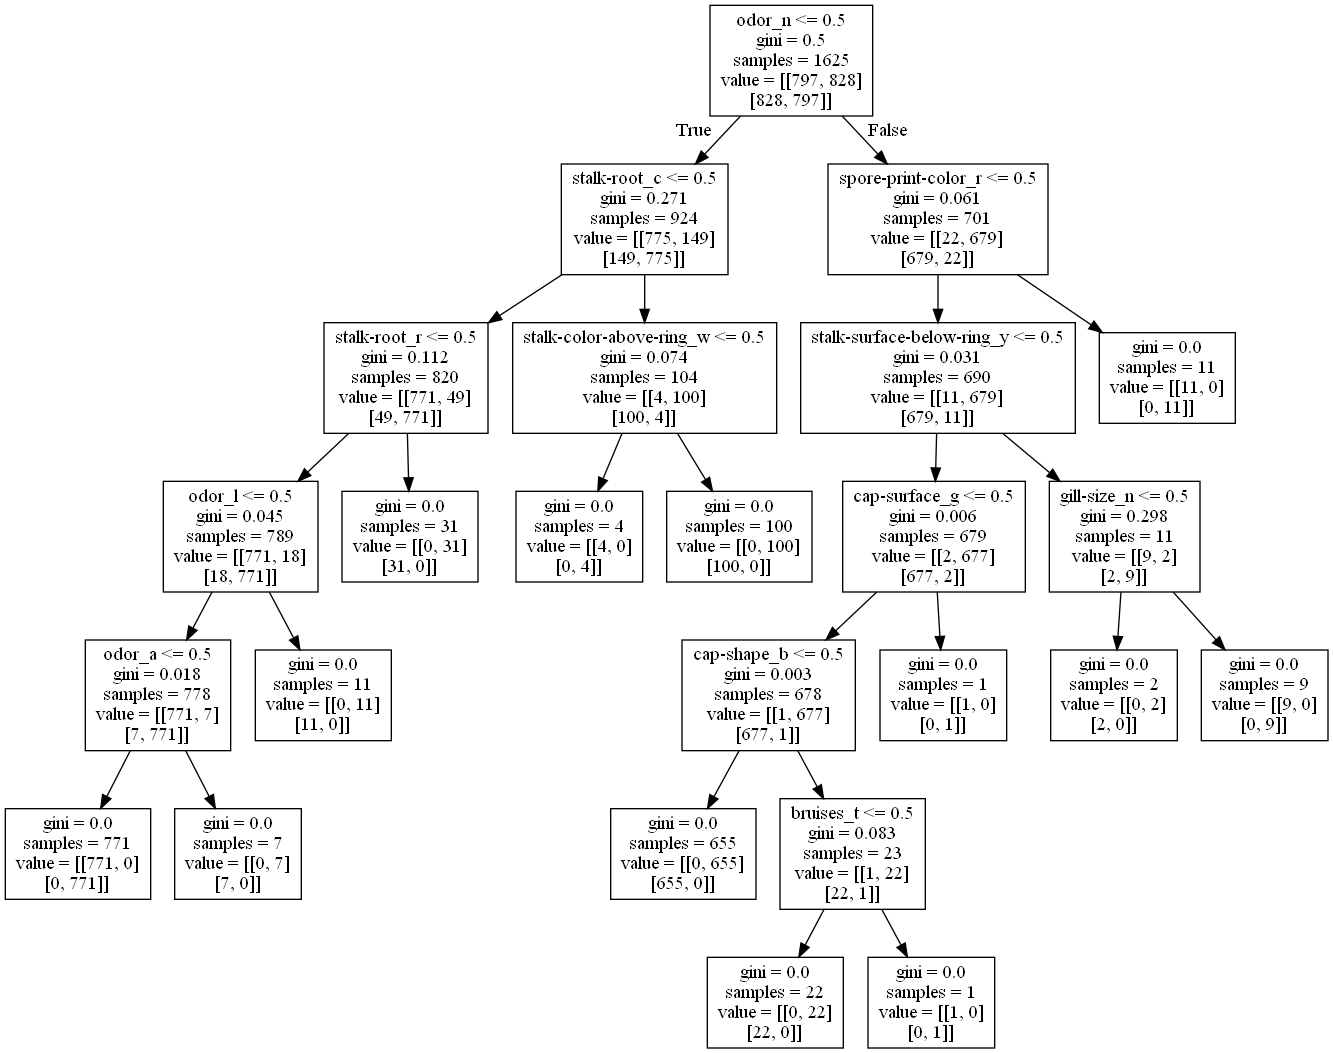 odor_n <= 0.5
gini = 0.5
samples = 1625
value = [[797, 828]
[828, 797]]
True
False
stalk-root_c <= 0.5
gini = 0.271
samples = 924
value = [[775, 149]
[149, 775]]
spore-print-color_r <= 0.5
gini = 0.061
samples = 701
value = [[22, 679]
[679, 22]]
stalk-root_r <= 0.5
gini = 0.112
samples = 820
value = [[771, 49]
[49, 771]]
stalk-color-above-ring_w <= 0.5
gini = 0.074
samples = 104
value = [[4, 100]
[100, 4]]
stalk-surface-below-ring_y <= 0.5
gini = 0.031
samples = 690
value = [[11, 679]
[679, 11]]
gini = 0.0
samples = 11
value = [[11, 0]
[0, 11]]
odor_l <= 0.5
gini = 0.045
samples = 789
value = [[771, 18]
[18, 771]]
gini = 0.0
samples = 31
value = [[0, 31]
[31, 0]]
gini = 0.0
samples = 4
value = [[4, 0]
[0, 4]]
gini = 0.0
samples = 100
value = [[0, 100]
[100, 0]]
cap-surface_g <= 0.5
gini = 0.006
samples = 679
value = [[2, 677]
[677, 2]]
gill-size_n <= 0.5
gini = 0.298
samples = 11
value = [[9, 2]
[2, 9]]
odor_a <= 0.5
gini = 0.018
samples = 778
value = [[771, 7]
[7, 771]]
gini = 0.0
samples = 11
value = [[0, 11]
[11, 0]]
cap-shape_b <= 0.5
gini = 0.003
samples = 678
value = [[1, 677]
[677, 1]]
gini = 0.0
samples = 1
value = [[1, 0]
[0, 1]]
gini = 0.0
samples = 2
value = [[0, 2]
[2, 0]]
gini = 0.0
samples = 9
value = [[9, 0]
[0, 9]]
gini = 0.0
samples = 771
value = [[771, 0]
[0, 771]]
gini = 0.0
samples = 7
value = [[0, 7]
[7, 0]]
gini = 0.0
samples = 655
value = [[0, 655]
[655, 0]]
bruises_t <= 0.5
gini = 0.083
samples = 23
value = [[1, 22]
[22, 1]]
gini = 0.0
samples = 22
value = [[0, 22]
[22, 0]]
gini = 0.0
samples = 1
value = [[1, 0]
[0, 1]]